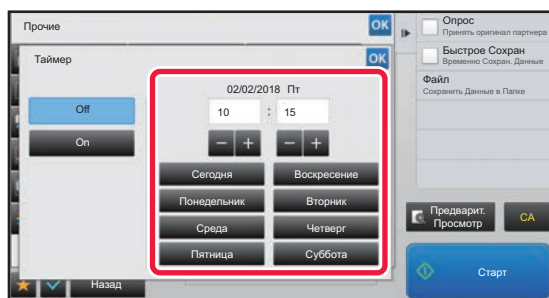 Прочие
OK
Таймер
OK
Off
On
02/02/2018 Пт
10 : 15
Сегодня Воскресение
Понедельник Вторник
Среда Четверг
Пятница Суббота
Назад
Опрос
Принять оригинал партнера
Быстрое Сохран
Временно Сохран. Данные
Файл
Сохранить Данные в Папке
Предварит.
Просмотр
CA
Старт